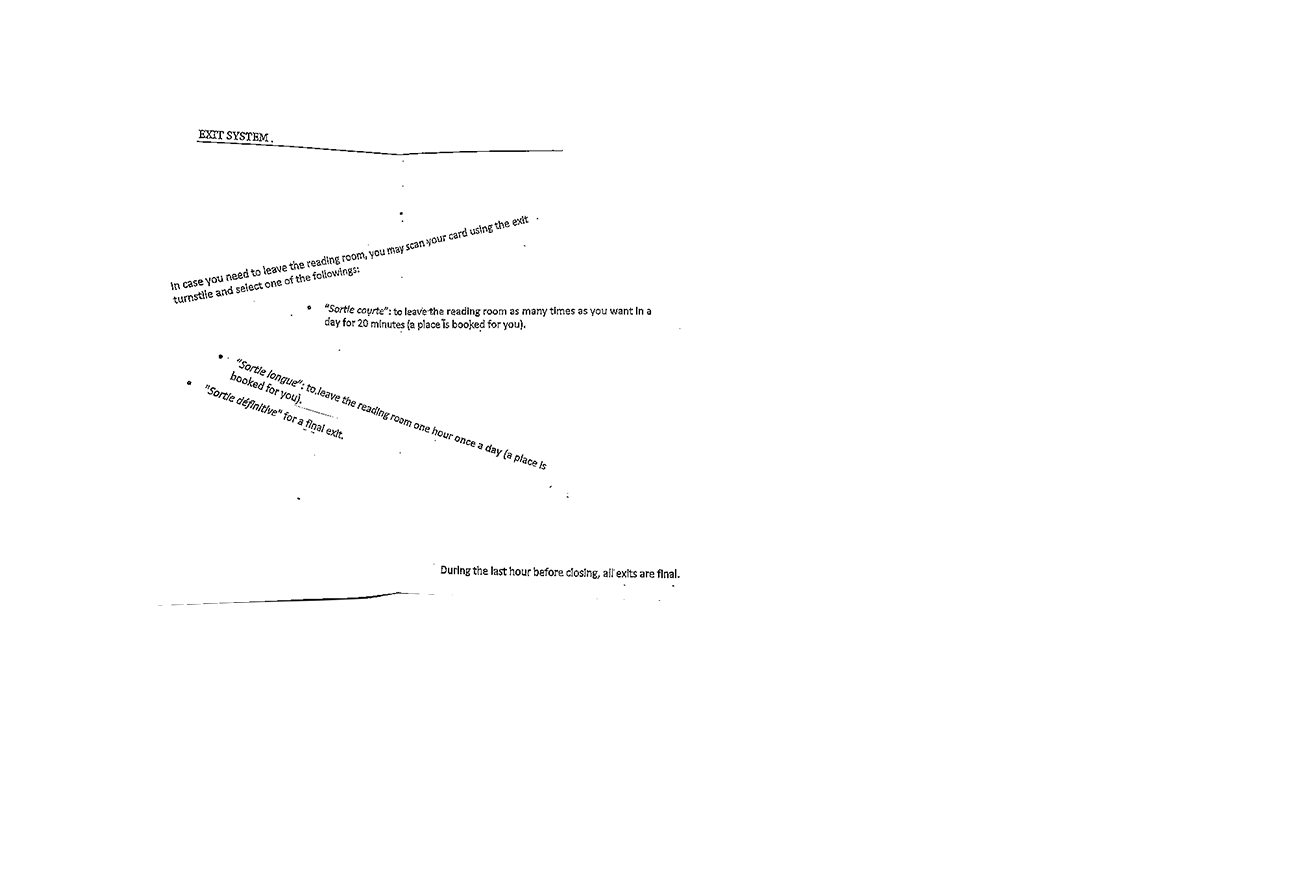 EXIT SYSTEM.
In case you need to leave the reading room, you may scan your card using the exit
turnstile and select one of the followings:
• "Sortie courte": to leave the reading room as many times as you want in a
day for 20 minutes (a place is booked for you).
• "Sortie longue": to leave the reading room one hour once a day (a place is
booked for you).
• "Sortie définitive" for a final exit.
During the last hour before closing, all exits are final.